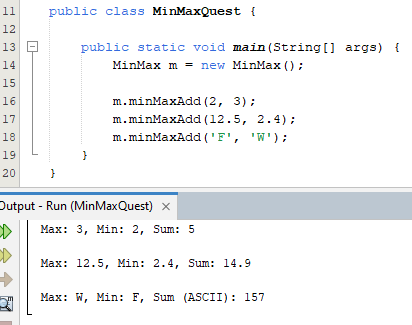 11 public class MinMaxQuest {
12
13 public static void main(String[] args) {
14 MinMax m = new MinMax();
15
16 m.minMaxAdd(2, 3);
17 m.minMaxAdd(12.5, 2.4);
18 m.minMaxAdd('F', 'W');
19 }
20 }
Output - Run (MinMaxQuest) ×
Max: 3, Min: 2, Sum: 5
Max: 12.5, Min: 2.4, Sum: 14.9
Max: W, Min: F, Sum (ASCII): 157